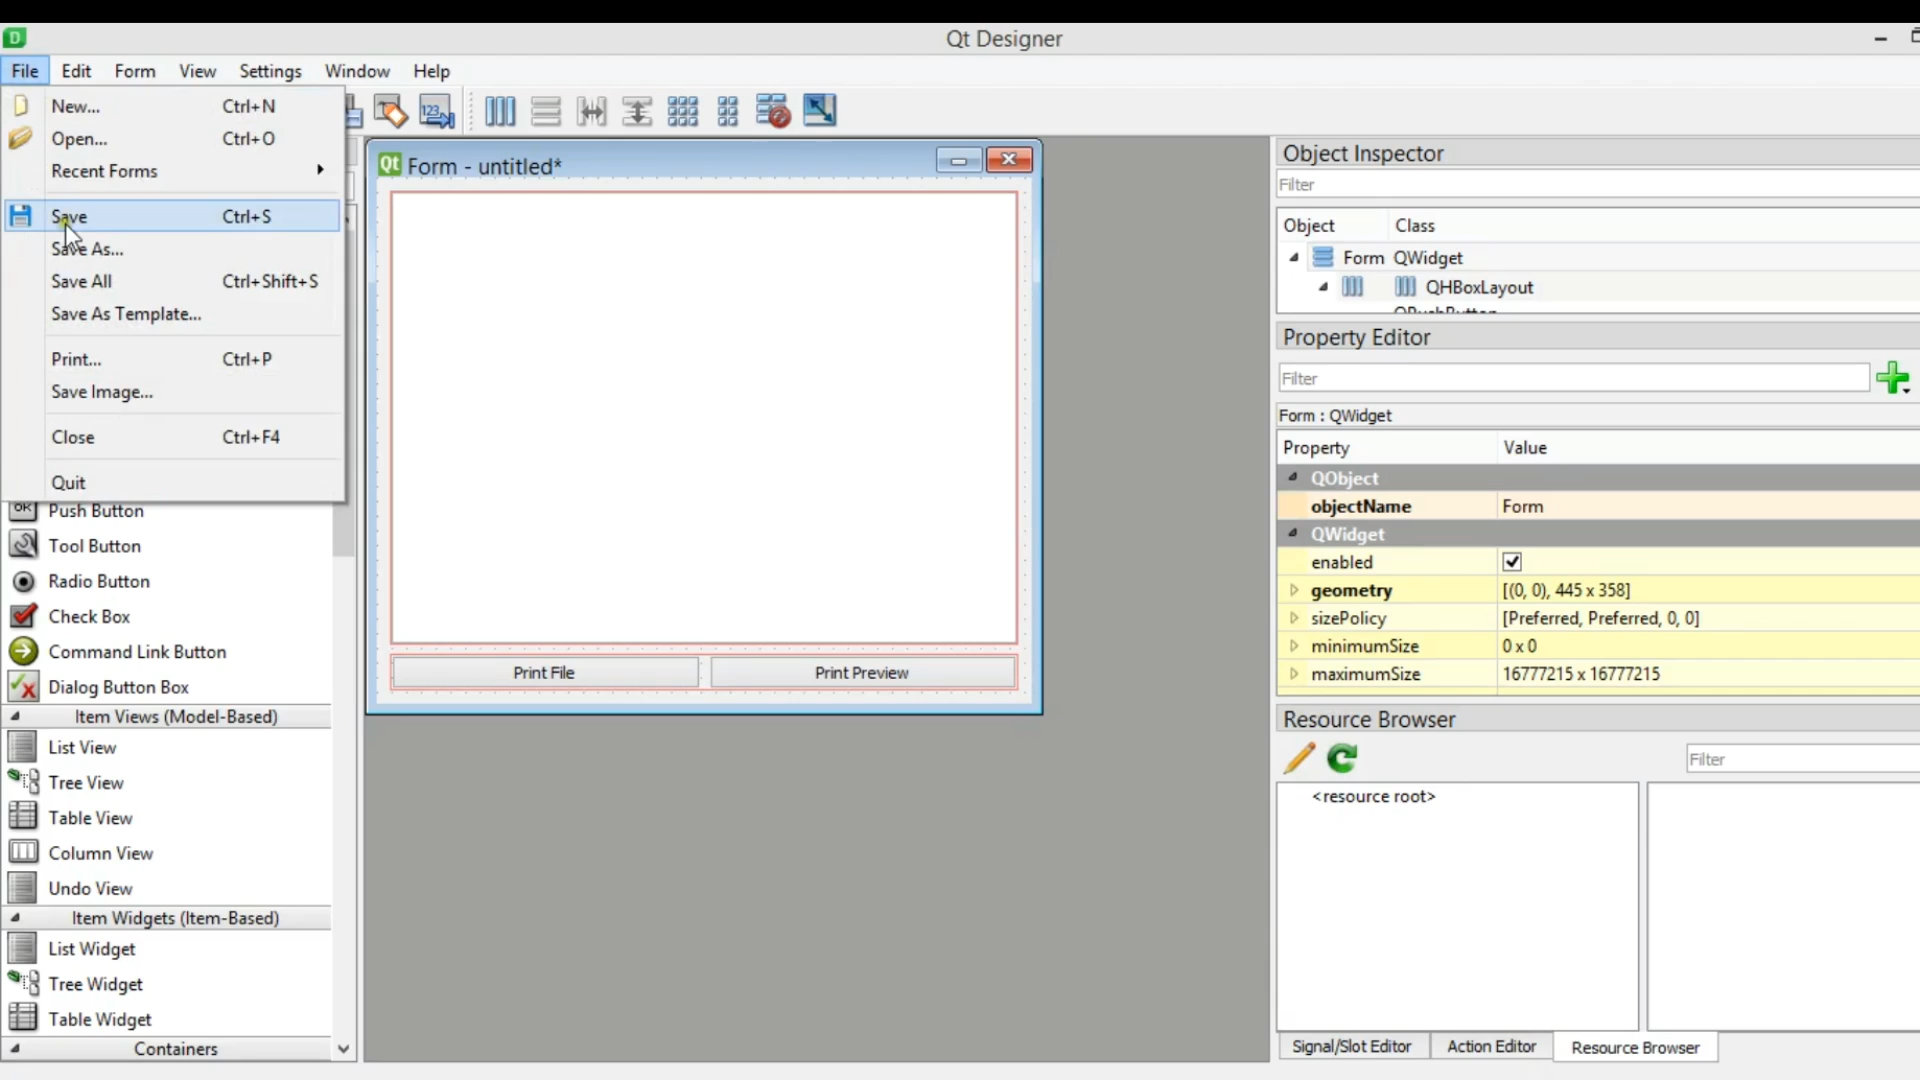 Qt Designer
File Edit Form View Settings Window Help
New... Ctrl+N
Open... Ctrl+O
Recent Forms
Save Ctrl+S
Save As...
Save All Ctrl+Shift+S
Save As Template...
Print... Ctrl+P
Save Image...
Close Ctrl+F4
Quit
Push Button
Tool Button
Radio Button
Check Box
Command Link Button
Dialog Button Box
Item Views (Model-Based)
List View
Tree View
Table View
Column View
Undo View
Item Widgets (Item-Based)
List Widget
Tree Widget
Table Widget
Containers
Form - untitled*
Print File Print Preview
Object Inspector
Filter
Object Class
Form QWidget
QHBoxLayout
QPushButton
Property Editor
Filter
Form : QWidget
Property Value
QObject
objectName Form
QWidget
enabled
geometry [(0, 0), 445 x 358]
sizePolicy [Preferred, Preferred, 0, 0]
minimumSize 0 x 0
maximumSize 16777215 x 16777215
Resource Browser
Filter
<resource root>
Signal/Slot Editor Action Editor Resource Browser